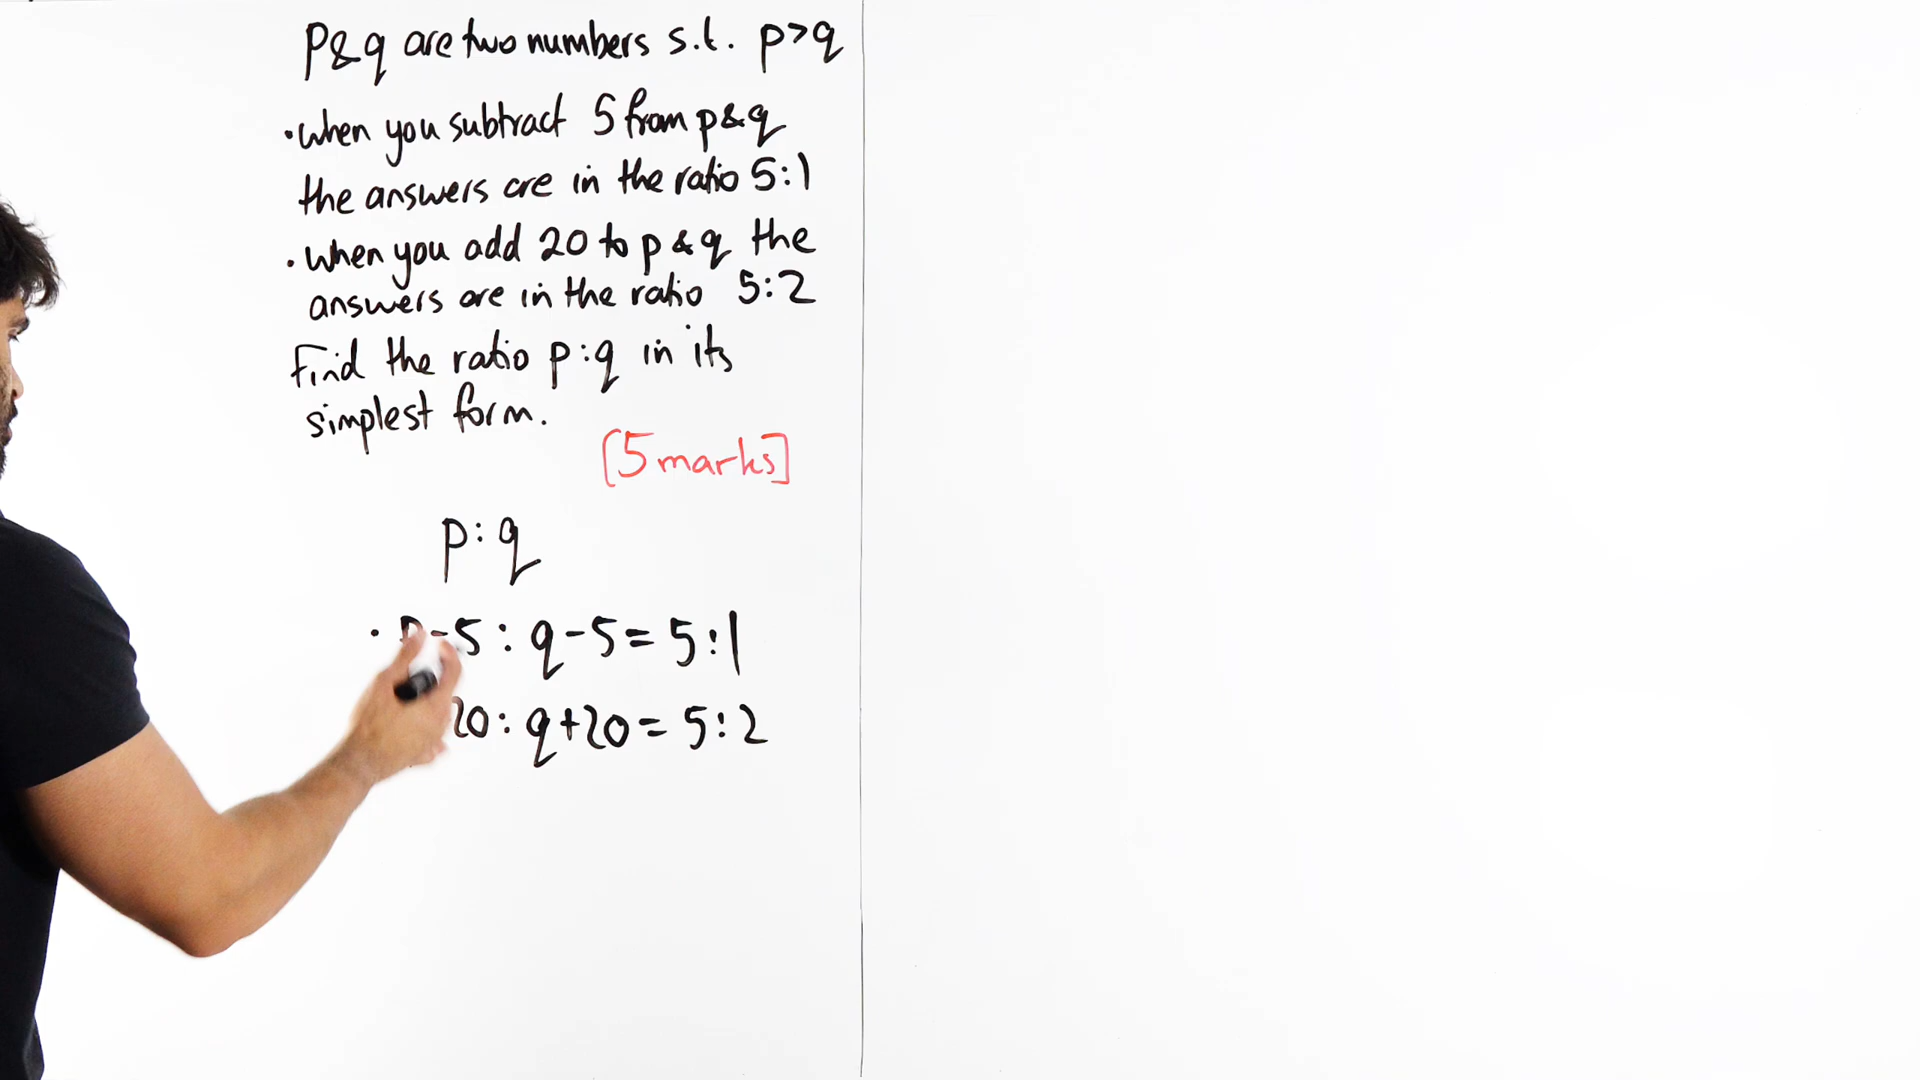 p&q are two numbers s.t. p>q
• when you subtract 5 from p&q
the answers are in the ratio 5:1
• when you add 20 to p&q the
answers are in the ratio 5:2
Find the ratio p:q in its
simplest form.
[5 marks]
p:q
• p-5:q-5=5:1
20:q+20=5:2